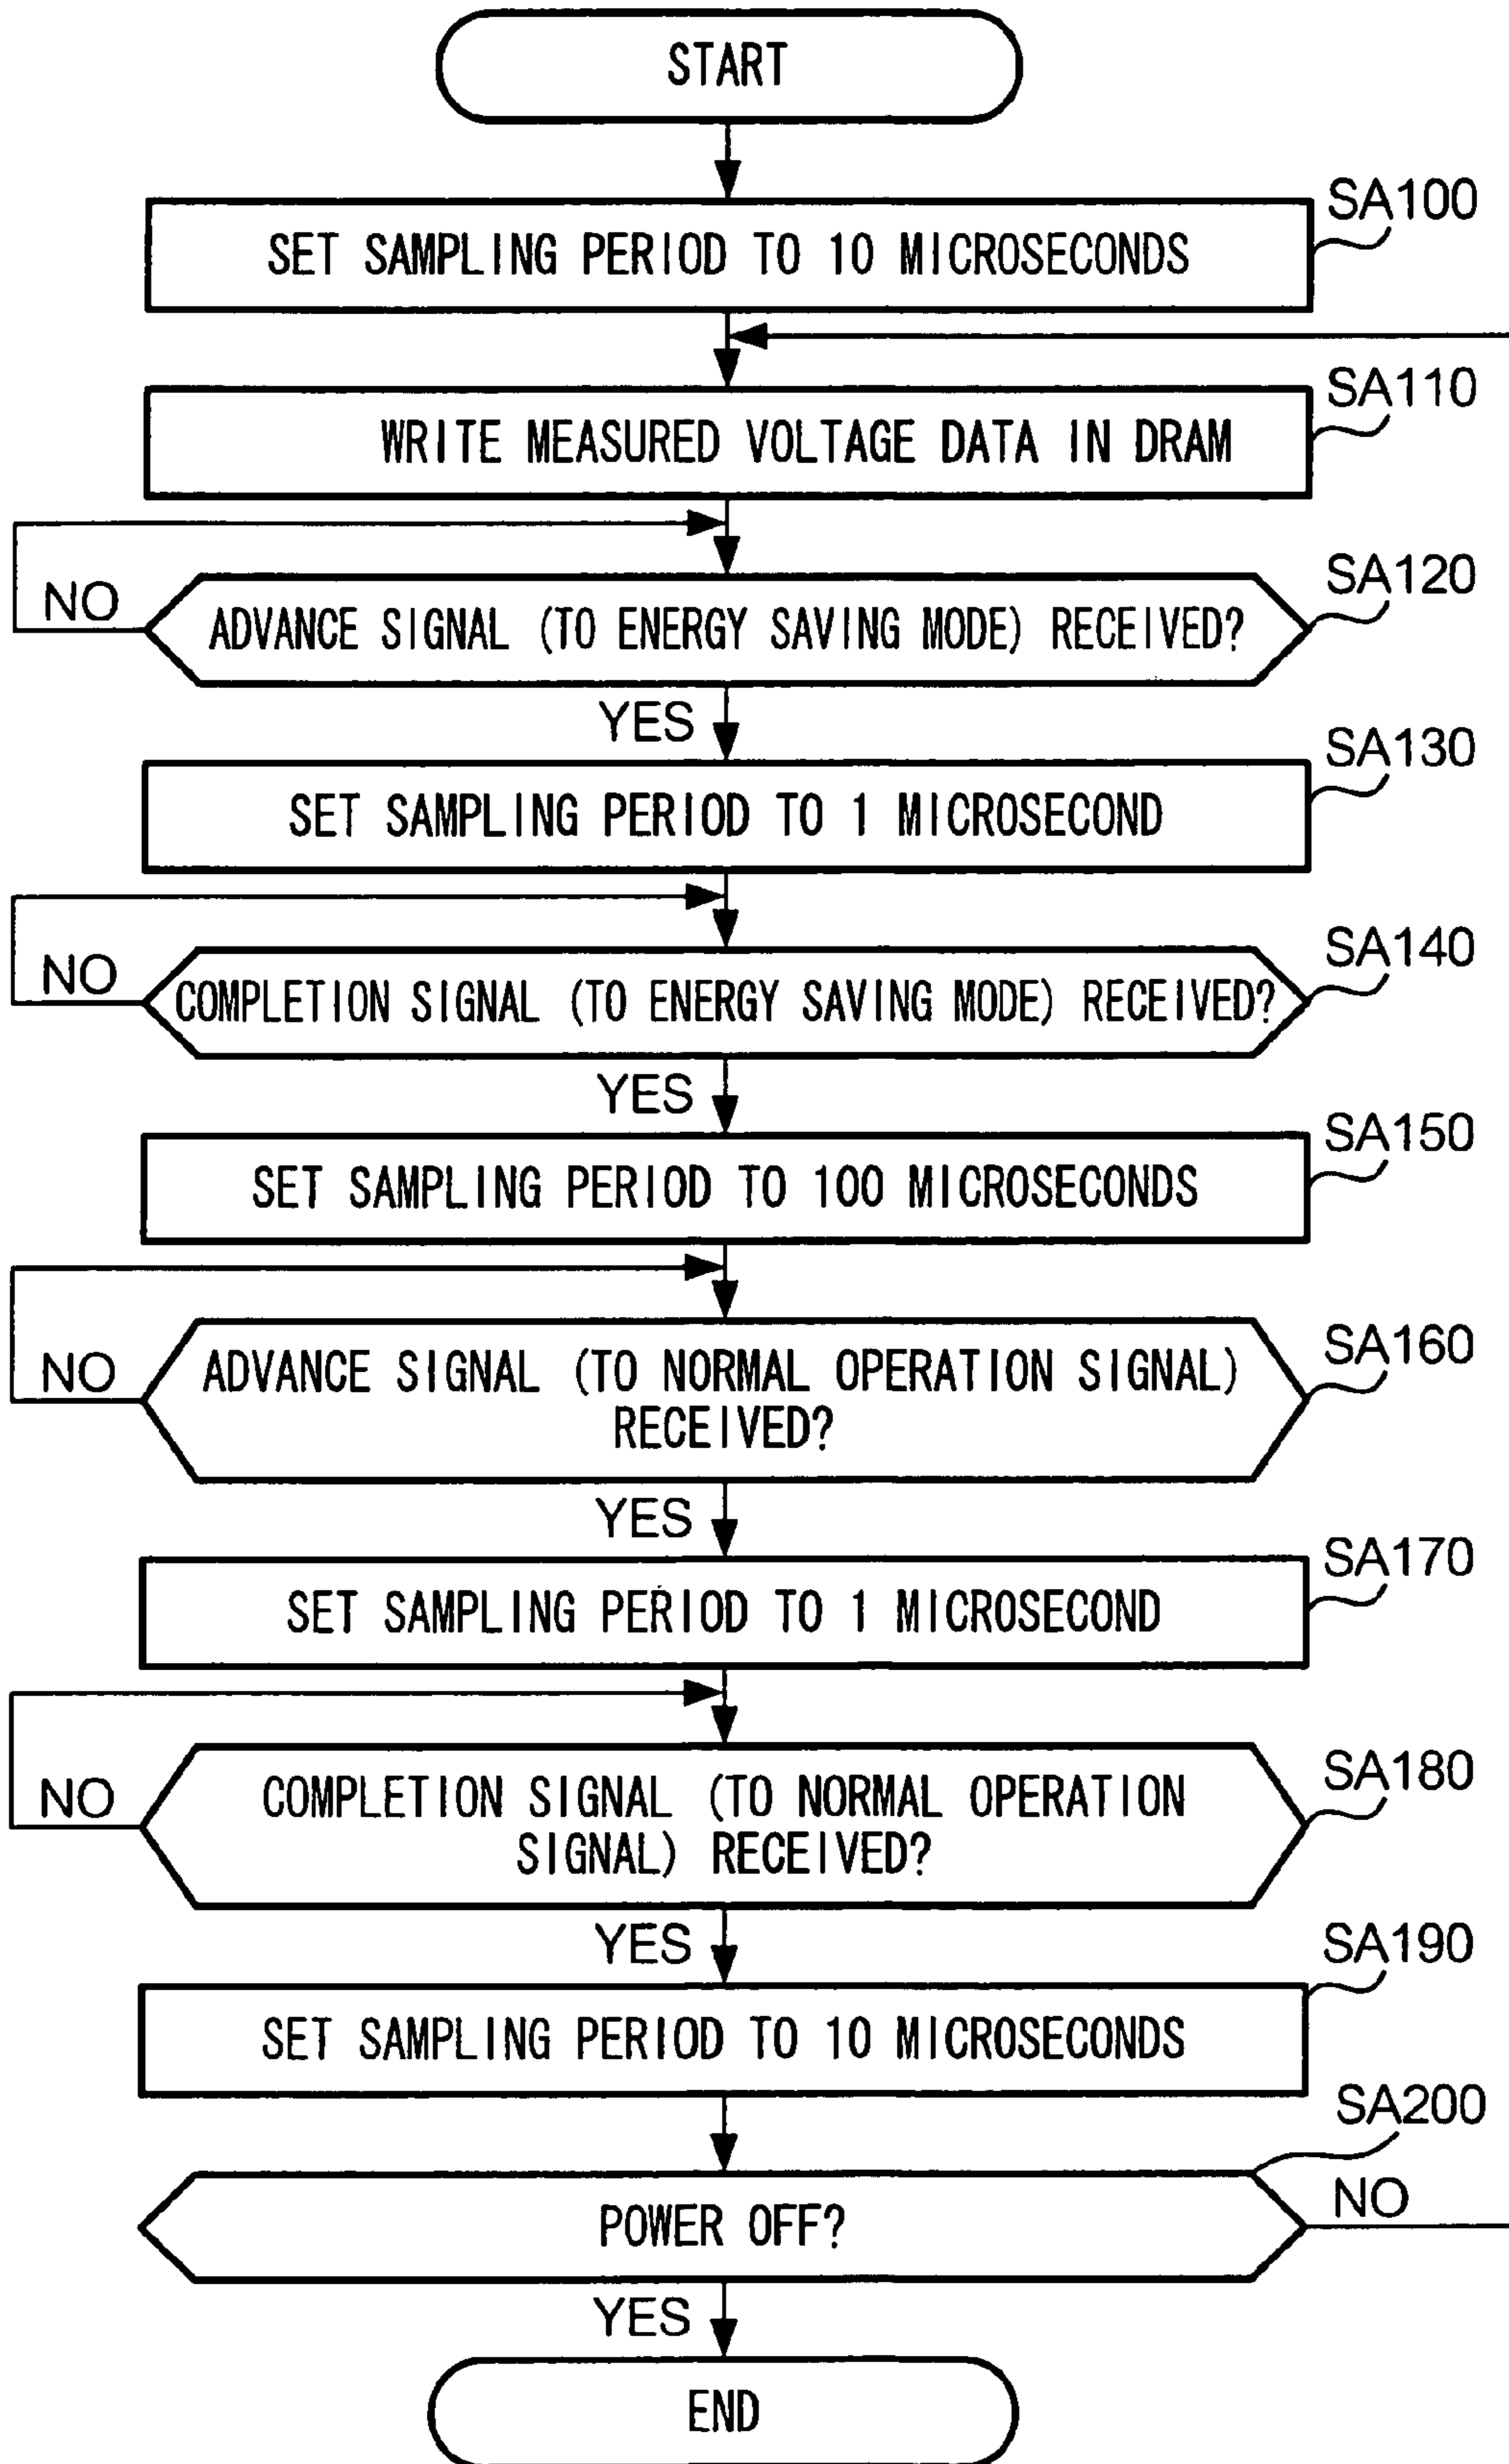 START
SA100
SET SAMPLING PERIOD TO 10 MICROSECONDS
SA110
WRITE MEASURED VOLTAGE DATA IN DRAM
SA120
NO
ADVANCE SIGNAL (TO ENERGY SAVING MODE) RECEIVED?
YES
SA130
SET SAMPLING PERIOD TO 1 MICROSECOND
SA140
NO
COMPLETION SIGNAL (TO ENERGY SAVING MODE) RECEIVED?
YES
SA150
SET SAMPLING PERIOD TO 100 MICROSECONDS
SA160
NO
ADVANCE SIGNAL (TO NORMAL OPERATION SIGNAL)
RECEIVED?
YES
SA170
SET SAMPLING PERIOD TO 1 MICROSECOND
SA180
NO
COMPLETION SIGNAL (TO NORMAL OPERATION
SIGNAL) RECEIVED?
YES
SA190
SET SAMPLING PERIOD TO 10 MICROSECONDS
SA200
NO
POWER OFF?
YES
END